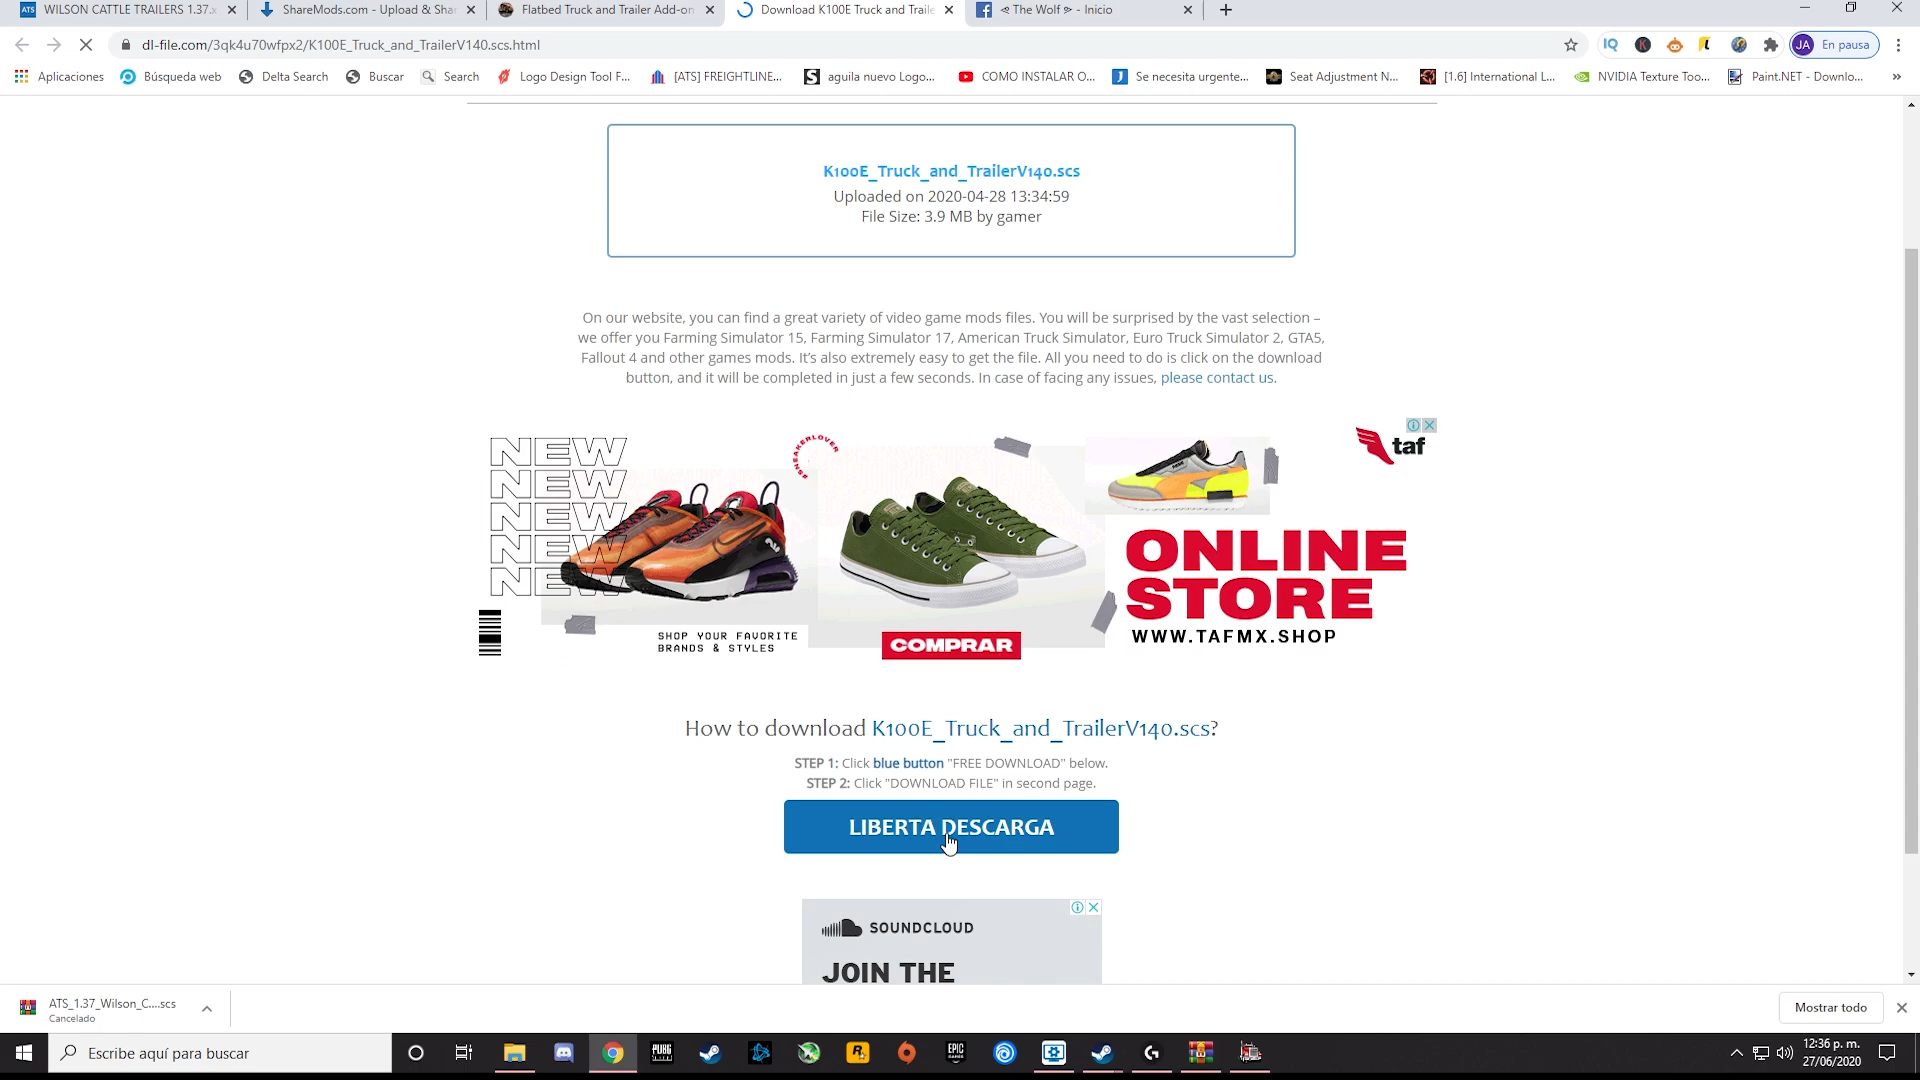 WILSON CATTLE TRAILERS 1.37.x
ShareMods.com - Upload & Shar
Flatbed Truck and Trailer Add-on
Download K100E Truck and Traile
⪪ The Wolf ⪫ - Inicio
dl-file.com/3qk4u70wfpx2/K100E_Truck_and_TrailerV140.scs.html
JA En pausa
Aplicaciones
Búsqueda web
Delta Search
Buscar
Search
Logo Design Tool F...
[ATS] FREIGHTLINE...
aguila nuevo Logo...
COMO INSTALAR O...
Se necesita urgente...
Seat Adjustment N...
[1.6] International L...
NVIDIA Texture Too...
Paint.NET - Downlo...
K100E_Truck_and_TrailerV140.scs
Uploaded on 2020-04-28 13:34:59
File Size: 3.9 MB by gamer
On our website, you can find a great variety of video game mods files. You will be surprised by the vast selection –
we offer you Farming Simulator 15, Farming Simulator 17, American Truck Simulator, Euro Truck Simulator 2, GTA5,
Fallout 4 and other games mods. It's also extremely easy to get the file. All you need to do is click on the download
button, and it will be completed in just a few seconds. In case of facing any issues, please contact us.
NEW
NEW
NEW
NEW
NEW
#SNEAKERLOVER
taf
ONLINE
STORE
WWW.TAFMX.SHOP
SHOP YOUR FAVORITE
BRANDS & STYLES
COMPRAR
How to download K100E_Truck_and_TrailerV140.scs?
STEP 1: Click blue button "FREE DOWNLOAD" below.
STEP 2: Click "DOWNLOAD FILE" in second page.
LIBERTA DESCARGA
SOUNDCLOUD
JOIN THE
ATS_1.37_Wilson_C....scs
Cancelado
Mostrar todo
Escribe aquí para buscar
12:36 p. m.
27/06/2020